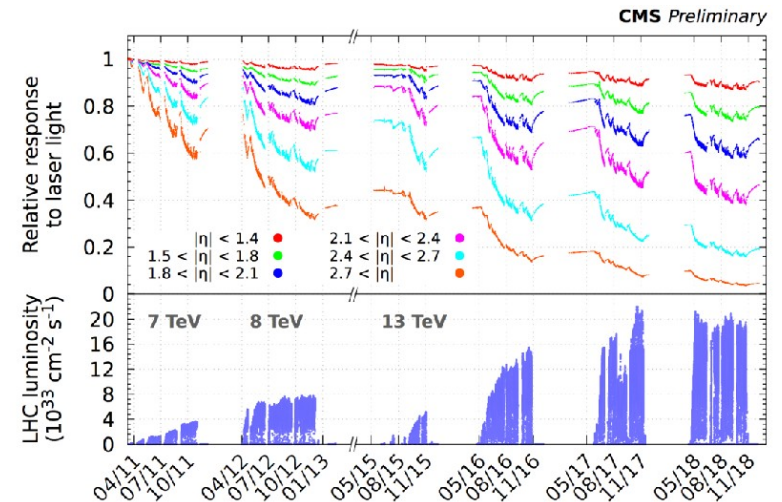 CMS Preliminary
Relative response
to laser light
1
0.8
0.6
0.4
0.2
0
|η| < 1.4
1.5 < |η| < 1.8
1.8 < |η| < 2.1
2.1 < |η| < 2.4
2.4 < |η| < 2.7
2.7 < |η|
LHC luminosity
(10³³ cm⁻² s⁻¹)
20
16
12
8
4
0
7 TeV 8 TeV 13 TeV
04/11 07/11 10/11 04/12 07/12 10/12 01/13 05/15 08/15 11/15 05/16 08/16 11/16 05/17 08/17 11/17 05/18 08/18 11/18